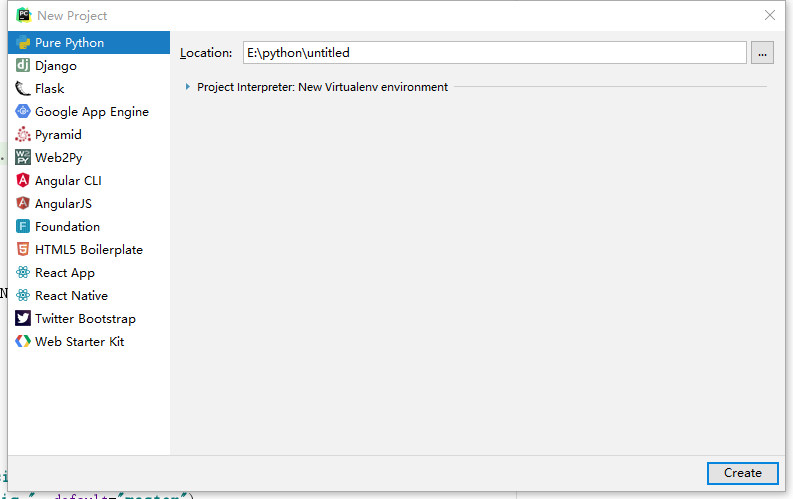 New Project
Pure Python
Django
Flask
Google App Engine
Pyramid
Web2Py
Angular CLI
AngularJS
Foundation
HTML5 Boilerplate
React App
React Native
Twitter Bootstrap
Web Starter Kit
Location: E:\python\untitled ...
Project Interpreter: New Virtualenv environment
Create